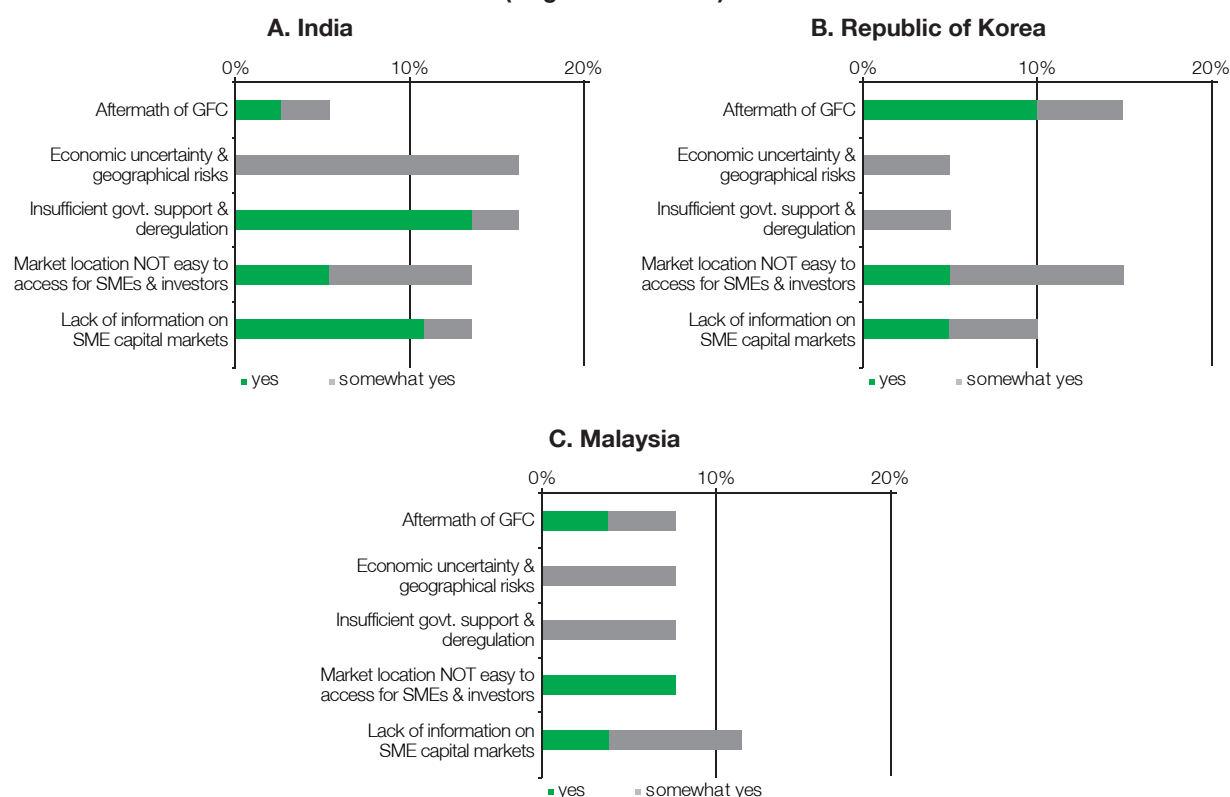 A. India
0% 10% 20%
Aftermath of GFC
Economic uncertainty &
geographical risks
Insufficient govt. support &
deregulation
Market location NOT easy to
access for SMEs & investors
Lack of information on
SME capital markets
yes somewhat yes
B. Republic of Korea
0% 10% 20%
Aftermath of GFC
Economic uncertainty &
geographical risks
Insufficient govt. support &
deregulation
Market location NOT easy to
access for SMEs & investors
Lack of information on
SME capital markets
yes somewhat yes
C. Malaysia
0% 10% 20%
Aftermath of GFC
Economic uncertainty &
geographical risks
Insufficient govt. support &
deregulation
Market location NOT easy to
access for SMEs & investors
Lack of information on
SME capital markets
yes somewhat yes